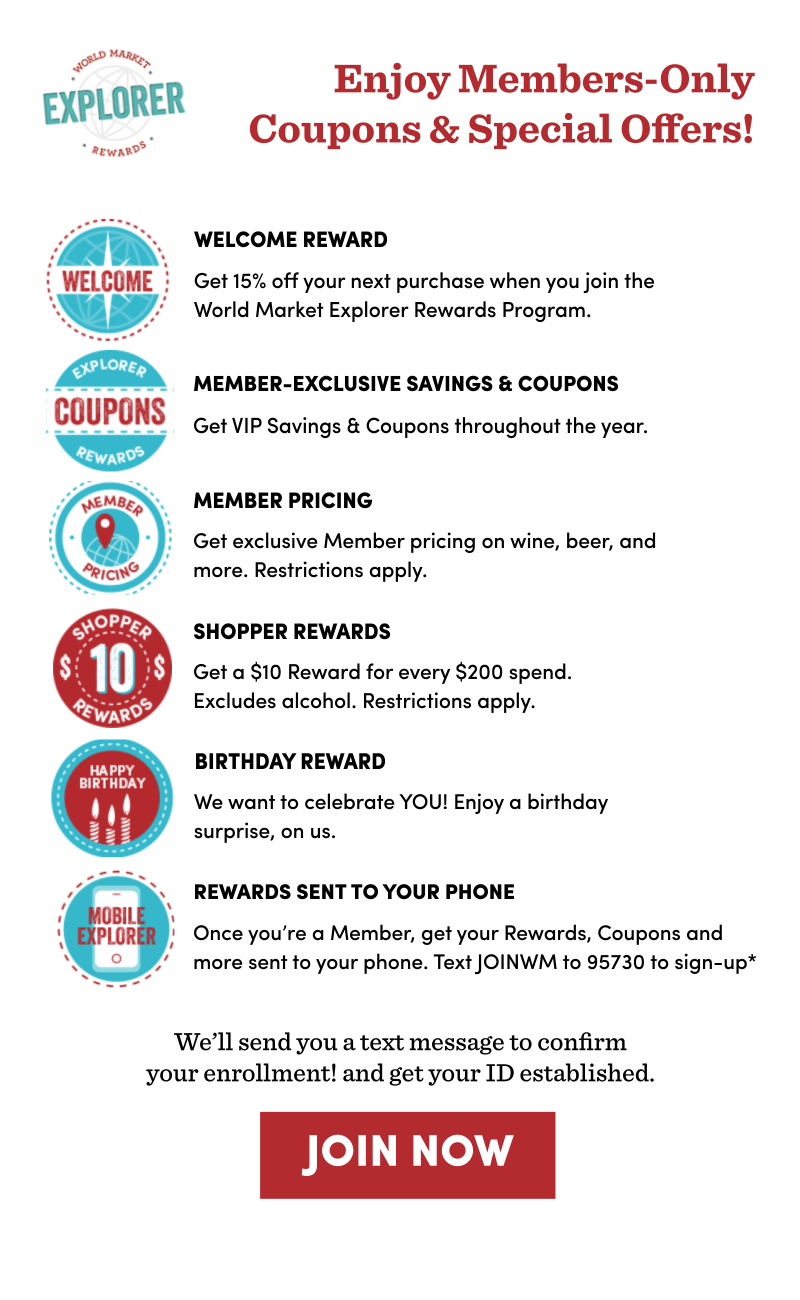 WORLD MARKET
EXPLORER
REWARDS
Enjoy Members-Only
Coupons & Special Offers!
WELCOME
WELCOME REWARD
Get 15% off your next purchase when you join the
World Market Explorer Rewards Program.
EXPLORER
COUPONS
REWARDS
MEMBER-EXCLUSIVE SAVINGS & COUPONS
Get VIP Savings & Coupons throughout the year.
MEMBER
PRICING
MEMBER PRICING
Get exclusive Member pricing on wine, beer, and
more. Restrictions apply.
SHOPPER
$ 10 $
REWARDS
SHOPPER REWARDS
Get a $10 Reward for every $200 spend.
Excludes alcohol. Restrictions apply.
HAPPY
BIRTHDAY
BIRTHDAY REWARD
We want to celebrate YOU! Enjoy a birthday
surprise, on us.
MOBILE
EXPLORER
REWARDS SENT TO YOUR PHONE
Once you’re a Member, get your Rewards, Coupons and
more sent to your phone. Text JOINWM to 95730 to sign-up*
We’ll send you a text message to confirm
your enrollment! and get your ID established.
JOIN NOW